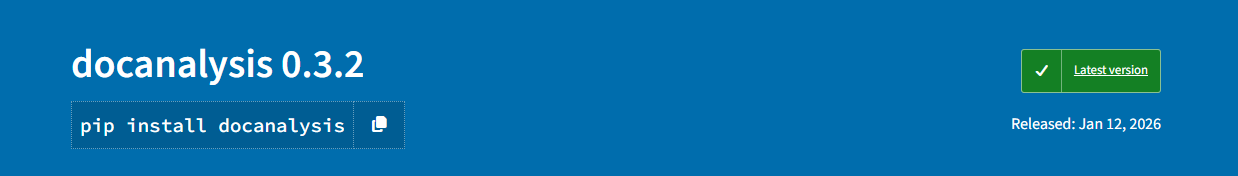 docanalysis 0.3.2
pip install docanalysis
Latest version
Released: Jan 12, 2026